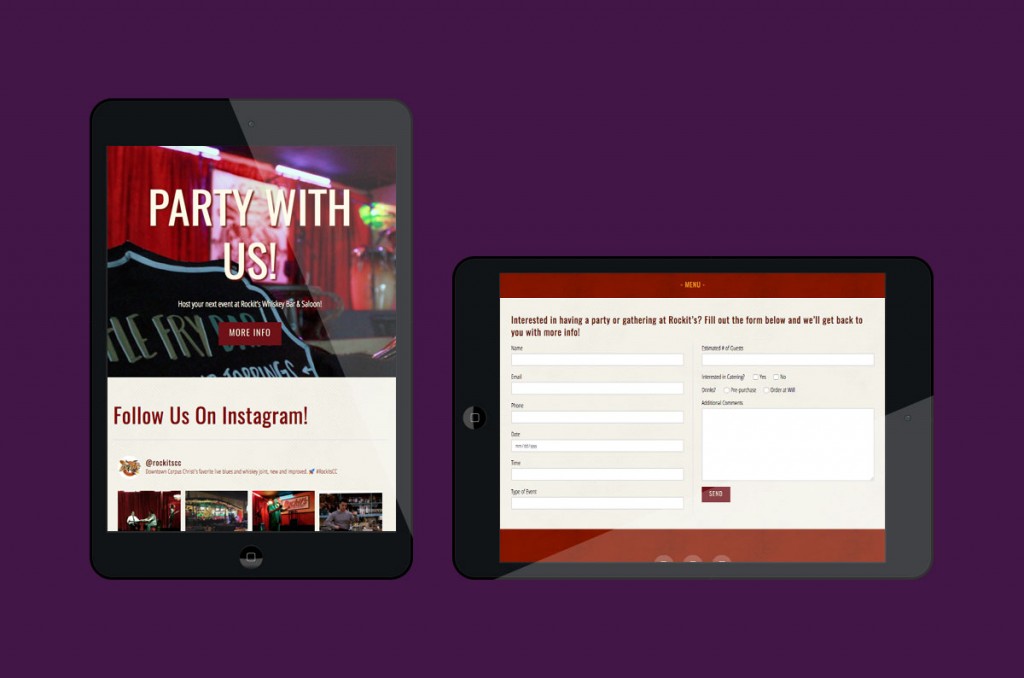 PARTY WITH
US!
Host your next event at Rockit's Whiskey Bar & Saloon!
MORE INFO
LE FRY BAR
TOPPINGS
Follow Us On Instagram!
@rockitscc
Downtown Corpus Christi's favorite live blues and whiskey joint, new and improved. 🚀 #RockitsCC
- MENU -
Interested in having a party or gathering at Rockit's? Fill out the form below and we'll get back to
you with more info!
Name
Email
Phone
Date
mm/dd/yyyy
Time
Type of Event
Estimated # of Guests
Interested in Catering? Yes No
Drinks? Pre-purchase Order at Will
Additional Comments
SEND